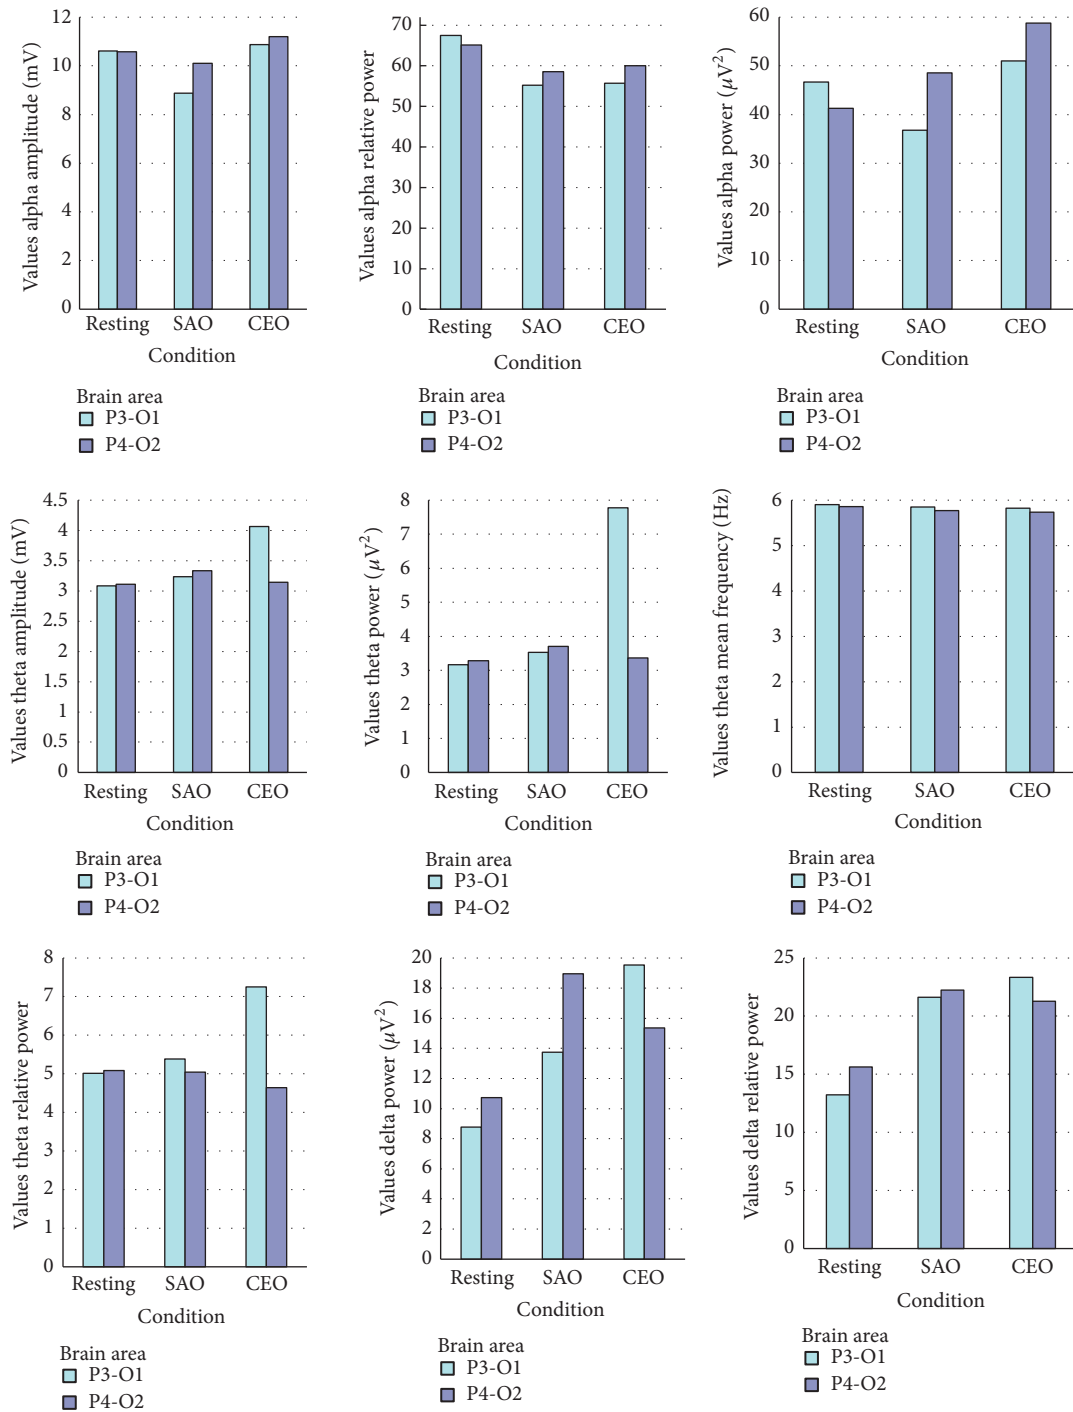 Values alpha amplitude (mV)
12
10
8
6
4
2
0
Resting SAO CEO
Condition
Brain area
P3-O1
P4-O2
Values alpha relative power
70
60
50
40
30
20
10
0
Resting SAO CEO
Condition
Brain area
P3-O1
P4-O2
Values alpha power (μV²)
60
50
40
30
20
10
0
Resting SAO CEO
Condition
Brain area
P3-O1
P4-O2
Values theta amplitude (mV)
4.5
4
3.5
3
2.5
2
1.5
1
0.5
0
Resting SAO CEO
Condition
Brain area
P3-O1
P4-O2
Values theta power (μV²)
8
7
6
5
4
3
2
1
0
Resting SAO CEO
Condition
Brain area
P3-O1
P4-O2
Values theta mean frequency (Hz)
6
5
4
3
2
1
0
Resting SAO CEO
Condition
Brain area
P3-O1
P4-O2
Values theta relative power
8
7
6
5
4
3
2
1
0
Resting SAO CEO
Condition
Brain area
P3-O1
P4-O2
Values delta power (μV²)
20
18
16
14
12
10
8
6
4
2
0
Resting SAO CEO
Condition
Brain area
P3-O1
P4-O2
Values delta relative power
25
20
15
10
5
0
Resting SAO CEO
Condition
Brain area
P3-O1
P4-O2